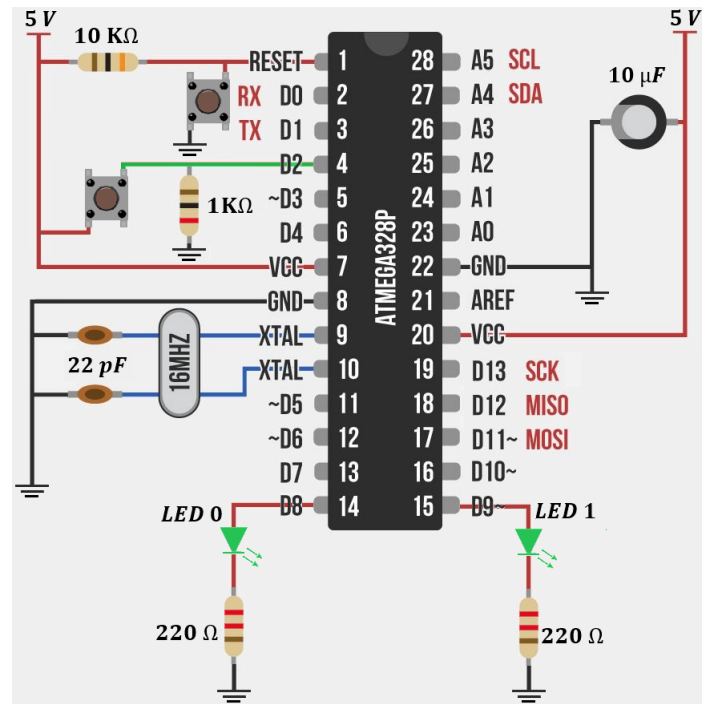 5 V
5 V
10 KΩ
RESET 1 28 A5 SCL
10 μF
RX D0 2 27 A4 SDA
TX D1 3 26 A3
D2 4 25 A2
1KΩ ~D3 5 24 A1
D4 6 23 A0
VCC 7 22 GND
ATMEGA328P
GND 8 21 AREF
16MHZ XTAL 9 20 VCC
22 pF XTAL 10 19 D13 SCK
~D5 11 18 D12 MISO
~D6 12 17 D11~ MOSI
D7 13 16 D10~
LED 0 D8 14 15 D9~ LED 1
220 Ω
220 Ω